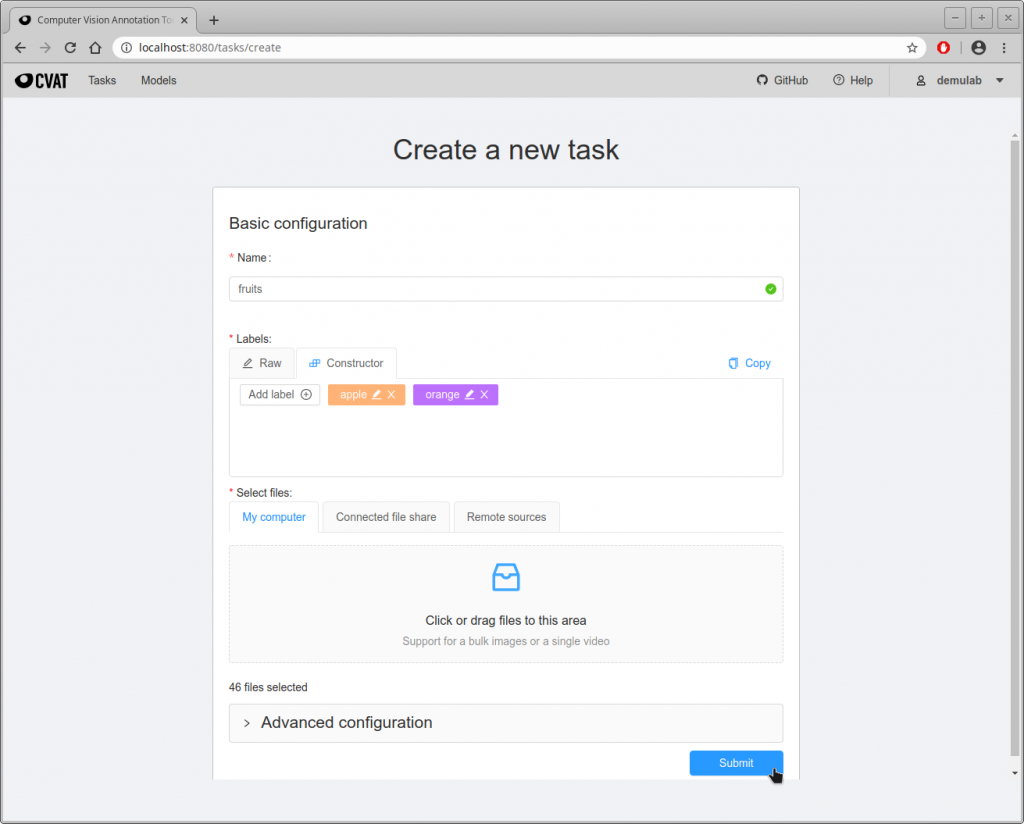 Computer Vision Annotation To
localhost:8080/tasks/create
CVAT Tasks Models GitHub Help demulab
Create a new task
Basic configuration
* Name:
fruits
* Labels:
Raw Constructor Copy
Add label apple orange
* Select files:
My computer Connected file share Remote sources
Click or drag files to this area
Support for a bulk images or a single video
46 files selected
Advanced configuration
Submit